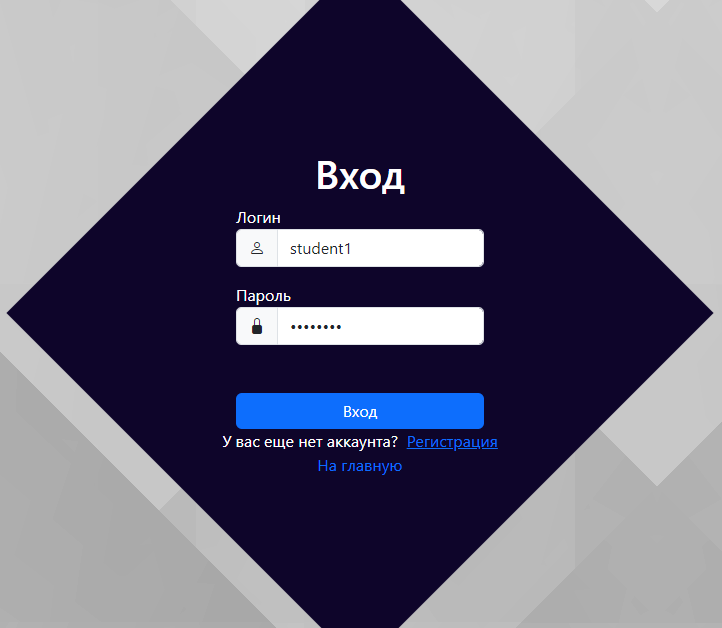 Вход
Логин
student1
Пароль
••••••••
Вход
У вас еще нет аккаунта? Регистрация
На главную